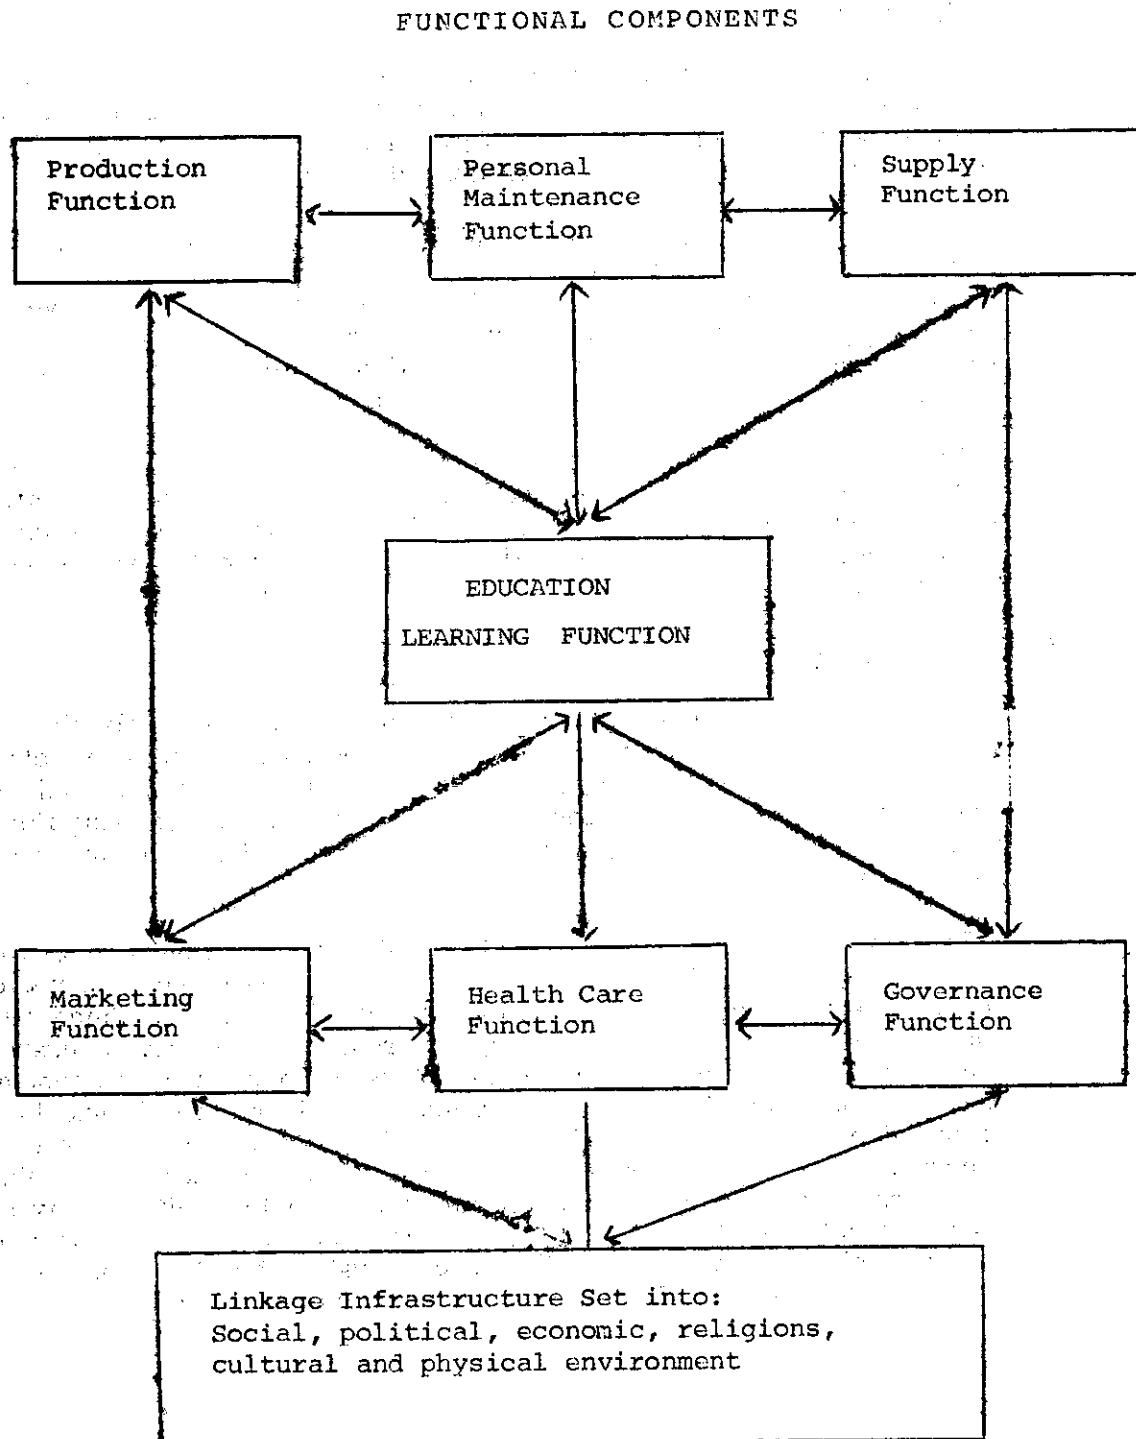 FUNCTIONAL COMPONENTS
Production
Function
Personal
Maintenance
Function
Supply
Function
EDUCATION
LEARNING FUNCTION
Marketing
Function
Health Care
Function
Governance
Function
Linkage Infrastructure Set into:
Social, political, economic, religions,
cultural and physical environment